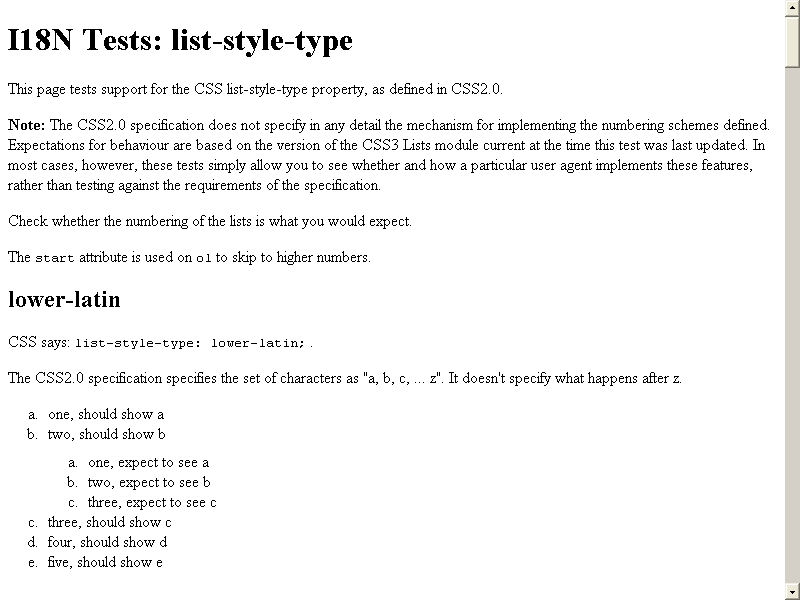 I18N Tests: list-style-type
This page tests support for the CSS list-style-type property, as defined in CSS2.0.
Note: The CSS2.0 specification does not specify in any detail the mechanism for implementing the numbering schemes defined.
Expectations for behaviour are based on the version of the CSS3 Lists module current at the time this test was last updated. In
most cases, however, these tests simply allow you to see whether and how a particular user agent implements these features,
rather than testing against the requirements of the specification.
Check whether the numbering of the lists is what you would expect.
The start attribute is used on ol to skip to higher numbers.
lower-latin
CSS says: list-style-type: lower-latin; .
The CSS2.0 specification specifies the set of characters as "a, b, c, ... z". It doesn't specify what happens after z.
a. one, should show a
b. two, should show b
a. one, expect to see a
b. two, expect to see b
c. three, expect to see c
c. three, should show c
d. four, should show d
e. five, should show e